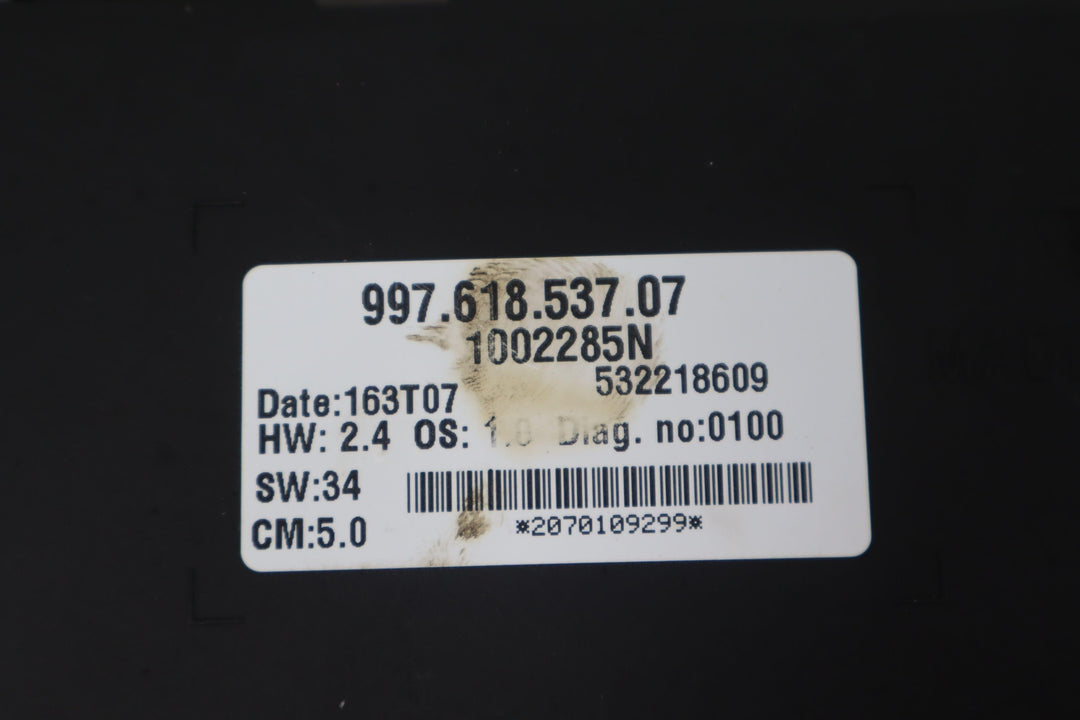 997.618.537.07
1002285N
532218609
Date:163T07
HW: 2.4 OS: 1.0 Diag. no:0100
SW:34
CM:5.0
*2070109299*